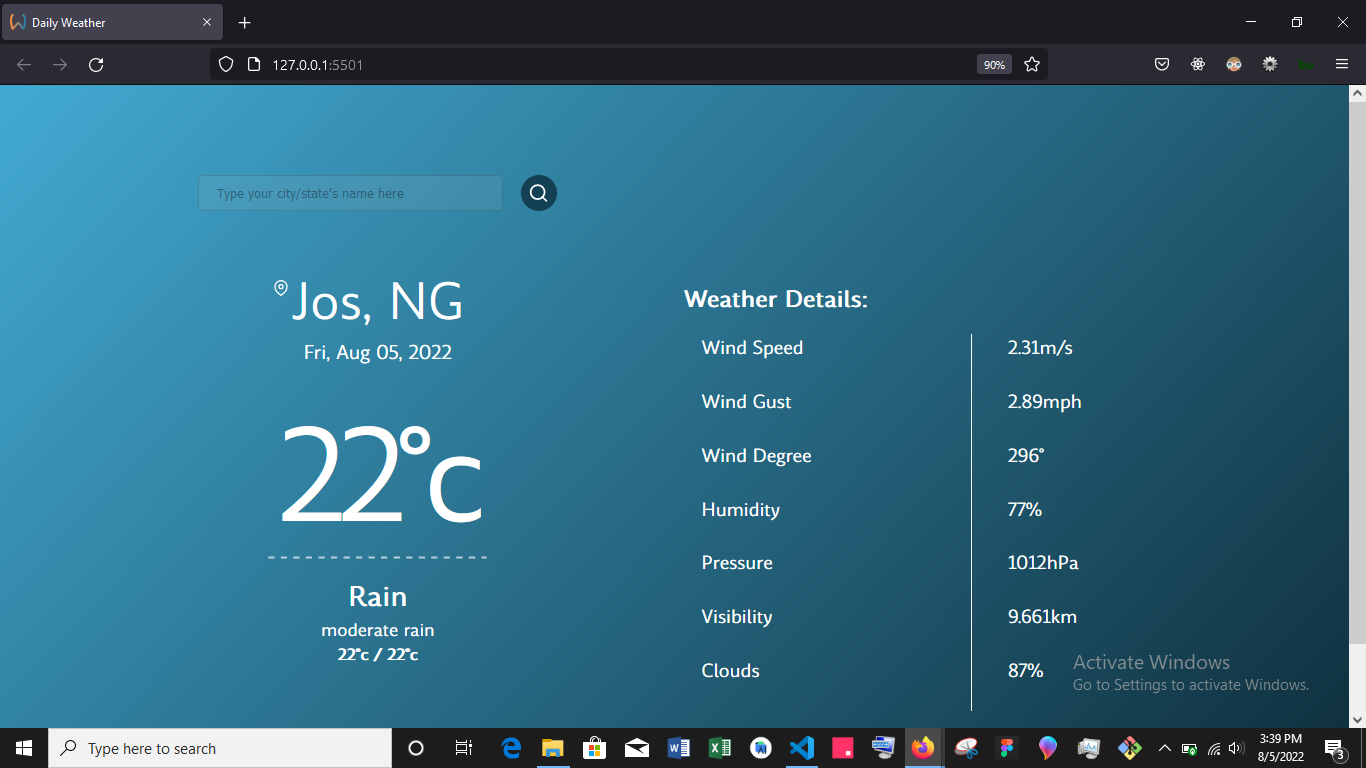 Daily Weather
127.0.0.1:5501
90%
Type your city/state's name here
Jos, NG
Fri, Aug 05, 2022
22°c
Rain
moderate rain
22°c / 22°c
Weather Details:
Wind Speed 2.31m/s
Wind Gust 2.89mph
Wind Degree 296°
Humidity 77%
Pressure 1012hPa
Visibility 9.661km
Clouds 87%
Activate Windows
Go to Settings to activate Windows.
Type here to search
3:39 PM
8/5/2022
3